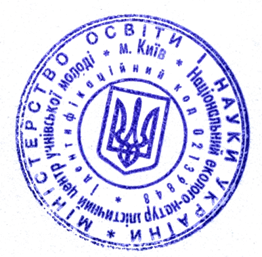 * МІНІСТЕРСТВО ОСВІТИ І НАУКИ УКРАЇНИ
* Національний еколого-натуралістичний центр учнівської молоді * м. Київ
* Ідентифікаційний код 02139848